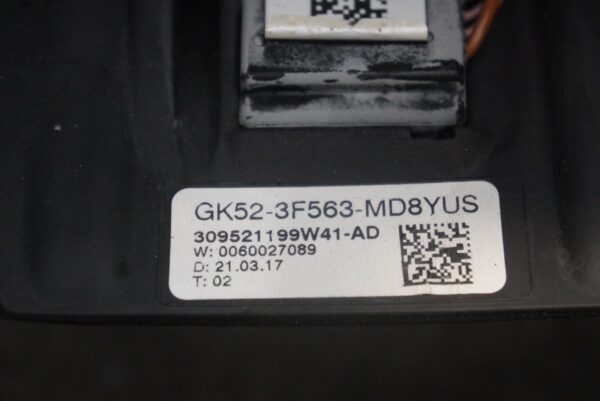 GK52-3F563-MD8YUS
309521199W41-AD
W: 0060027089
D: 21.03.17
T: 02